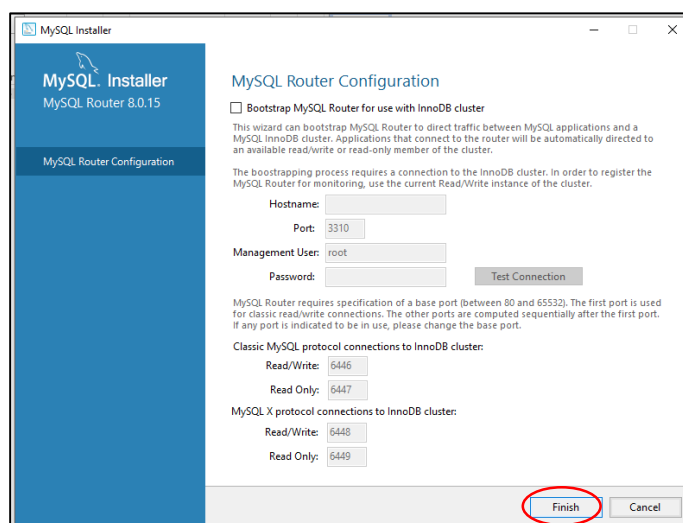 MySQL Installer
MySQL. Installer
MySQL Router 8.0.15
MySQL Router Configuration
MySQL Router Configuration
Bootstrap MySQL Router for use with InnoDB cluster
This wizard can bootstrap MySQL Router to direct traffic between MySQL applications and a
MySQL InnoDB cluster. Applications that connect to the router will be automatically directed to
an available read/write or read-only member of the cluster.
The boostrapping process requires a connection to the InnoDB cluster. In order to register the
MySQL Router for monitoring, use the current Read/Write instance of the cluster.
Hostname:
Port: 3310
Management User: root
Password: Test Connection
MySQL Router requires specification of a base port (between 80 and 65532). The first port is used
for classic read/write connections. The other ports are computed sequentially after the first port.
If any port is indicated to be in use, please change the base port.
Classic MySQL protocol connections to InnoDB cluster:
Read/Write: 6446
Read Only: 6447
MySQL X protocol connections to InnoDB cluster:
Read/Write: 6448
Read Only: 6449
Finish Cancel